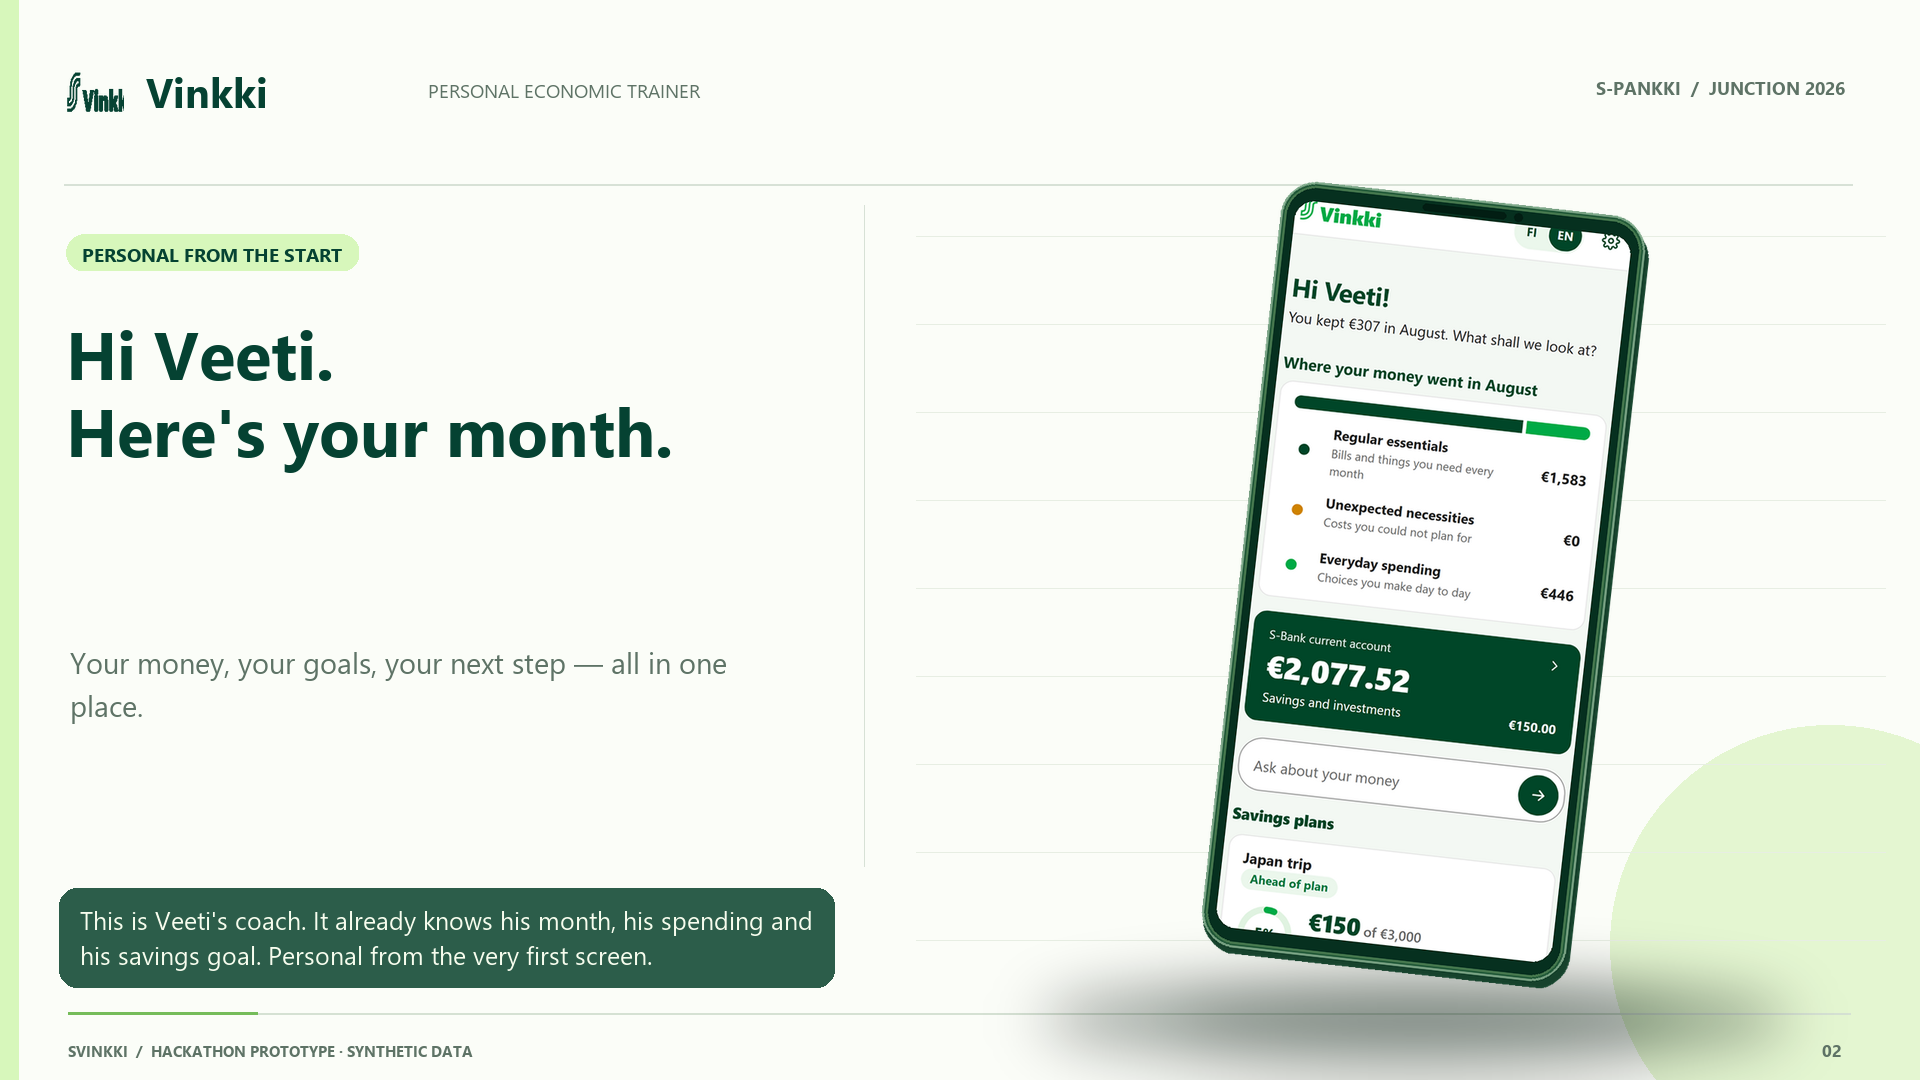 Vinkki
PERSONAL ECONOMIC TRAINER
S-PANKKI / JUNCTION 2026
PERSONAL FROM THE START
Hi Veeti.
Here's your month.
Your money, your goals, your next step — all in one
place.
This is Veeti's coach. It already knows his month, his spending and
his savings goal. Personal from the very first screen.
Vinkki
FI EN
Hi Veeti!
You kept €307 in August. What shall we look at?
Where your money went in August
Regular essentials
Bills and things you need every
month
€1,583
Unexpected necessities
Costs you could not plan for
€0
Everyday spending
Choices you make day to day
€446
S-Bank current account
€2,077.52
Savings and investments
€150.00
Ask about your money
Savings plans
Japan trip
Ahead of plan
5%
€150 of €3,000
SVINKKI / HACKATHON PROTOTYPE · SYNTHETIC DATA
02